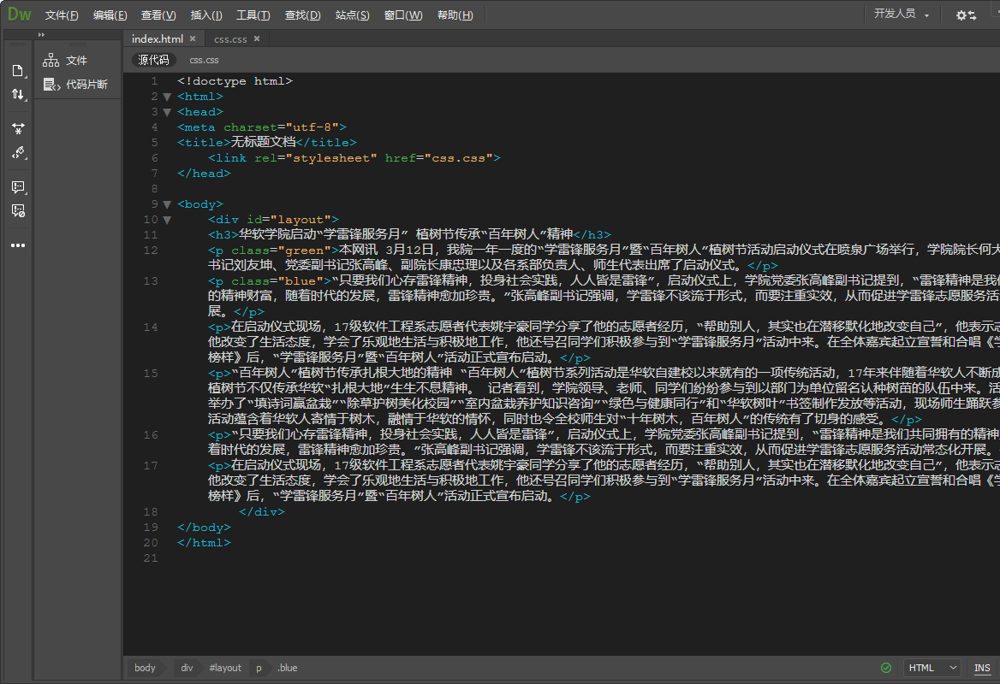 Dw 文件(F) 编辑(E) 查看(V) 插入(I) 工具(T) 查找(D) 站点(S) 窗口(W) 帮助(H) 开发人员
index.html × css.css ×
源代码 css.css
文件
代码片断
1 <!doctype html>
2 <html>
3 <head>
4 <meta charset="utf-8">
5 <title>无标题文档</title>
6 <link rel="stylesheet" href="css.css">
7 </head>
8
9 <body>
10 <div id="layout">
11 <h3>华软学院启动“学雷锋服务月” 植树节传承“百年树人”精神</h3>
12 <p class="green">本网讯 3月12日，我院一年一度的“学雷锋服务月”暨“百年树人”植树节活动启动仪式在喷泉广场举行，学院院长何大
书记刘友坤、党委副书记张高峰、副院长康忠理以及各系部负责人、师生代表出席了启动仪式。</p>
13 <p class="blue">“只要我们心存雷锋精神，投身社会实践，人人皆是雷锋”，启动仪式上，学院党委张高峰副书记提到，“雷锋精神是我们
的精神财富，随着时代的发展，雷锋精神愈加珍贵。”张高峰副书记强调，学雷锋不该流于形式，而要注重实效，从而促进学雷锋志愿服务活
展。</p>
14 <p>在启动仪式现场，17级软件工程系志愿者代表姚宇豪同学分享了他的志愿者经历，“帮助别人，其实也在潜移默化地改变自己”，他表示志
他改变了生活态度，学会了乐观地生活与积极地工作，他还号召同学们积极参与到“学雷锋服务月”活动中来。在全体嘉宾起立宣誓和合唱《学
榜样》后，“学雷锋服务月”暨“百年树人”活动正式宣布启动。</p>
15 <p>“百年树人”植树节传承扎根大地的精神 “百年树人”植树节系列活动是华软自建校以来就有的一项传统活动，17年来伴随着华软人不断成
植树节不仅传承华软“扎根大地”生生不息精神。 记者看到，学院领导、老师、同学们纷纷参与到以部门为单位留名认种树苗的队伍中来。活
举办了“填诗词赢盆栽”“除草护树美化校园”“室内盆栽养护知识咨询”“绿色与健康同行”和“华软树叶”书签制作发放等活动，现场师生踊跃参
活动蕴含着华软人寄情于树木，融情于华软的情怀，同时也令全校师生对“十年树木，百年树人”的传统有了切身的感受。</p>
16 <p>“只要我们心存雷锋精神，投身社会实践，人人皆是雷锋”，启动仪式上，学院党委张高峰副书记提到，“雷锋精神是我们共同拥有的精神
着时代的发展，雷锋精神愈加珍贵。”张高峰副书记强调，学雷锋不该流于形式，而要注重实效，从而促进学雷锋志愿服务活动常态化开展。
17 <p>在启动仪式现场，17级软件工程系志愿者代表姚宇豪同学分享了他的志愿者经历，“帮助别人，其实也在潜移默化地改变自己”，他表示志
他改变了生活态度，学会了乐观地生活与积极地工作，他还号召同学们积极参与到“学雷锋服务月”活动中来。在全体嘉宾起立宣誓和合唱《学
榜样》后，“学雷锋服务月”暨“百年树人”活动正式宣布启动。</p>
18 </div>
19 </body>
20 </html>
21
body div #layout p .blue HTML INS